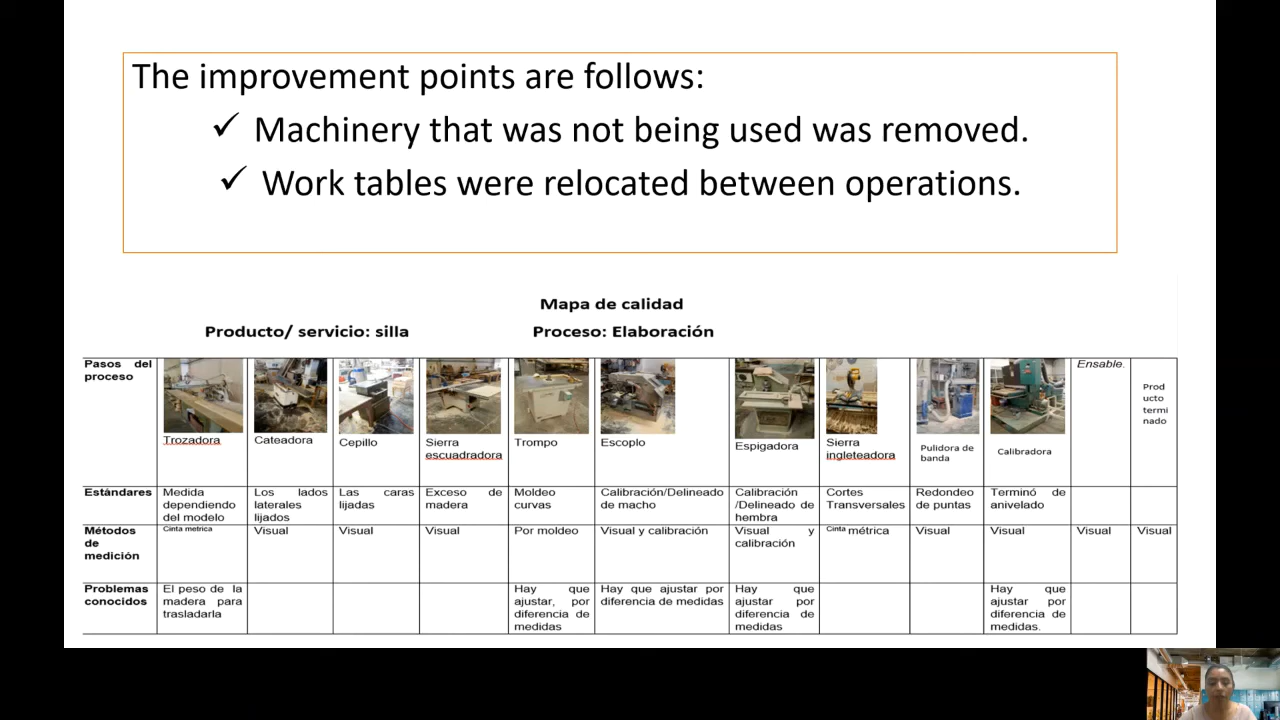 The improvement points are follows:
✓ Machinery that was not being used was removed.
✓ Work tables were relocated between operations.
Mapa de calidad
Producto/ servicio: silla
Proceso: Elaboración
Pasos del
proceso
Trozadora
Cateadora
Cepillo
Sierra
escuadradora
Trompo
Escoplo
Espigadora
Sierra
ingleteadora
Pulidora de
banda
Calibradora
Ensable.
Prod
ucto
termi
nado
Estándares
Medida
dependiendo
del modelo
Los lados
laterales
lijados
Las caras
lijadas
Exceso de
madera
Moldeo
curvas
Calibración/Delineado
de macho
Calibración
/Delineado de
hembra
Cortes
Transversales
Redondeo
de puntas
Terminó de
anivelado
Métodos
de
medición
Cinta metrica
Visual
Visual
Visual
Por moldeo
Visual y calibración
Visual y
calibración
Cinta métrica
Visual
Visual
Visual
Visual
Problemas
conocidos
El peso de la
madera para
trasladarla
Hay que
ajustar, por
diferencia de
medidas
Hay que ajustar por
diferencia de medidas
Hay que
ajustar por
diferencia de
medidas
Hay que
ajustar por
diferencia de
medidas.